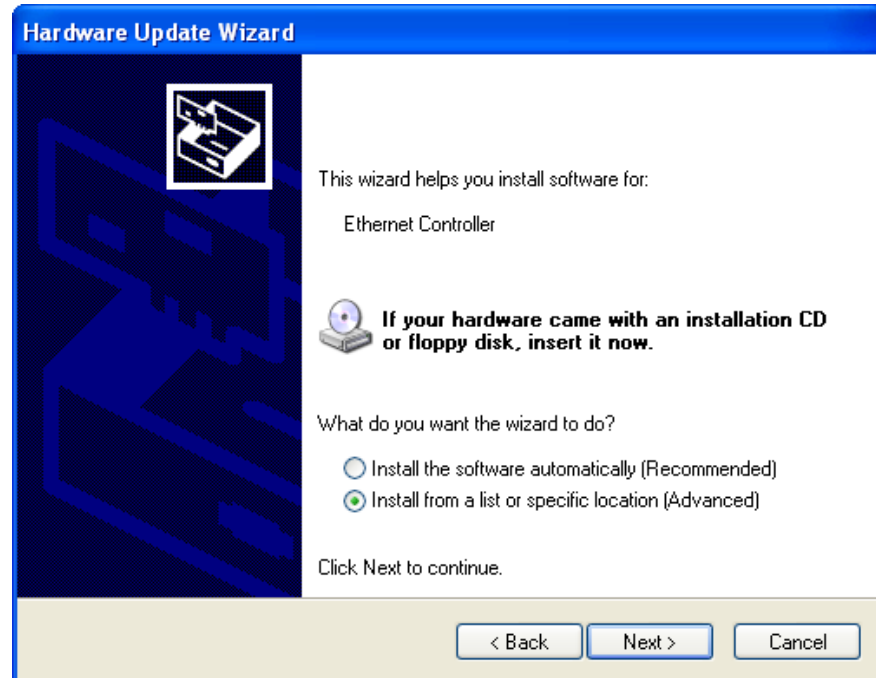 Hardware Update Wizard
This wizard helps you install software for:
Ethernet Controller
If your hardware came with an installation CD
or floppy disk, insert it now.
What do you want the wizard to do?
Install the software automatically (Recommended)
Install from a list or specific location (Advanced)
Click Next to continue.
< Back Next > Cancel